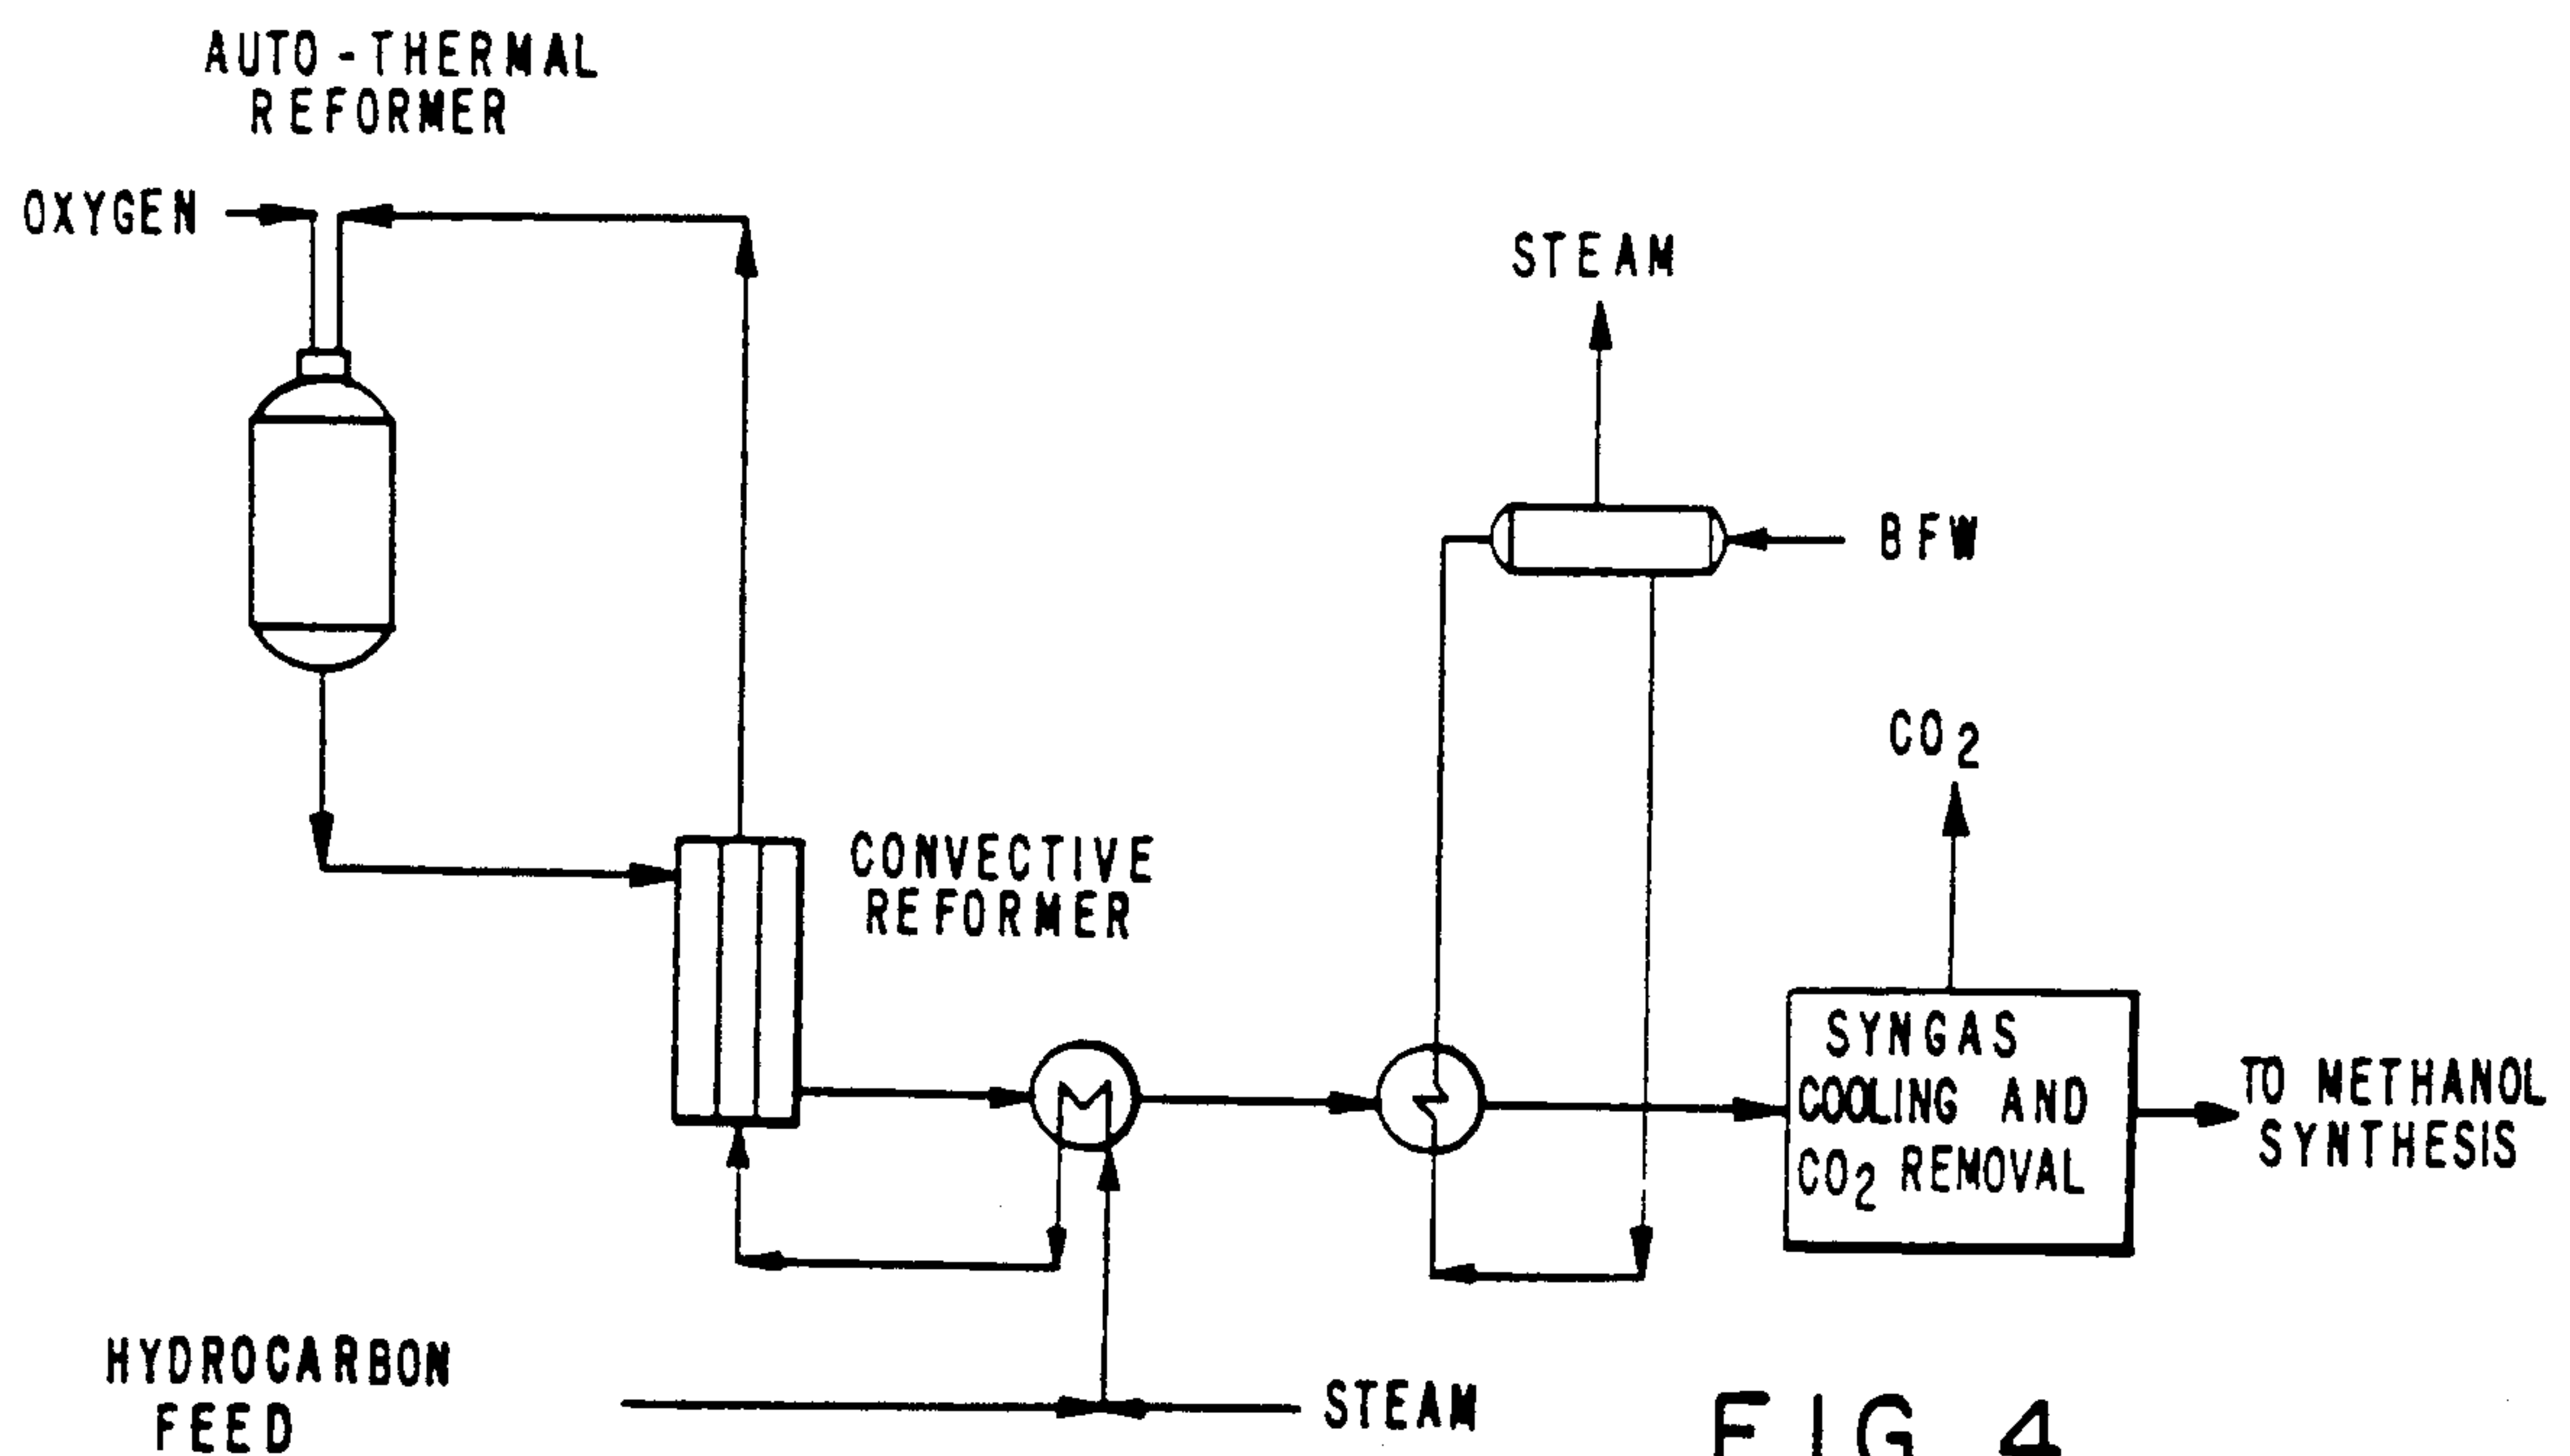 AUTO-THERMAL
REFORMER
OXYGEN
STEAM
BFW
CO2
CONVECTIVE
REFORMER
SYNGAS
COOLING AND
CO2 REMOVAL
TO METHANOL
SYNTHESIS
HYDROCARBON
FEED
STEAM
FIG 4